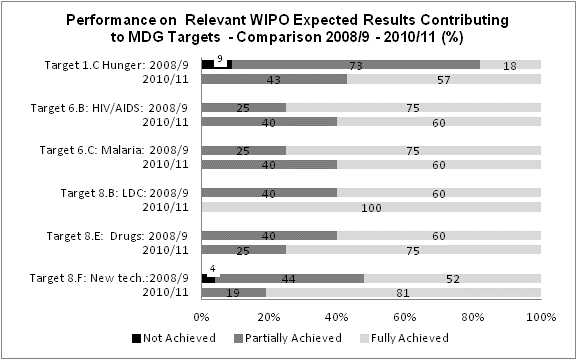 Performance on Relevant WIPO Expected Results Contributing
to MDG Targets - Comparison 2008/9 - 2010/11 (%)
Target 1.C Hunger: 2008/9 9 73 18
2010/11 43 57
Target 6.B: HIV/AIDS: 2008/9 25 75
2010/11 40 60
Target 6.C: Malaria: 2008/9 25 75
2010/11 40 60
Target 8.B: LDC: 2008/9 40 60
2010/11 100
Target 8.E: Drugs: 2008/9 40 60
2010/11 25 75
Target 8.F: New tech.:2008/9 4 44 52
2010/11 19 81
0% 20% 40% 60% 80% 100%
Not Achieved Partially Achieved Fully Achieved